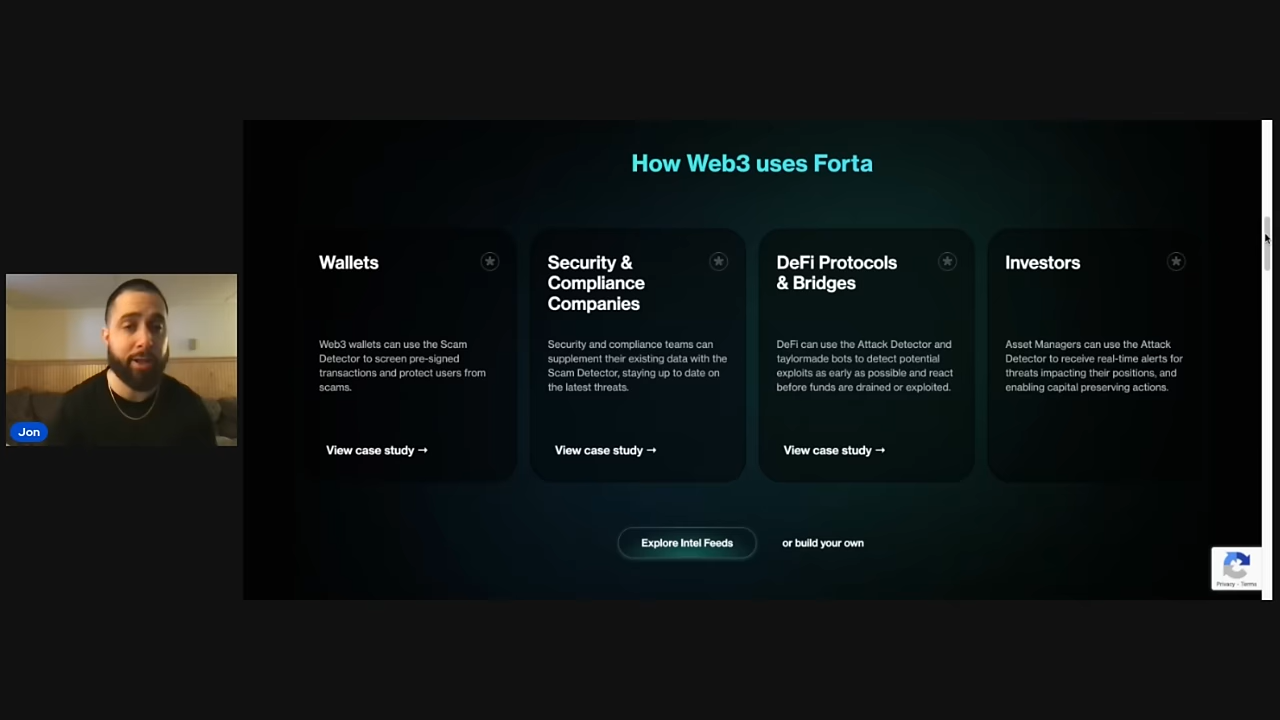 How Web3 uses Forta
Wallets
Web3 wallets can use the Scam
Detector to screen pre-signed
transactions and protect users from
scams.
View case study →
Security &
Compliance
Companies
Security and compliance teams can
supplement their existing data with the
Scam Detector, staying up to date on
the latest threats.
View case study →
DeFi Protocols
& Bridges
DeFi can use the Attack Detector and
taylormade bots to detect potential
exploits as early as possible and react
before funds are drained or exploited.
View case study →
Investors
Asset Managers can use the Attack
Detector to receive real-time alerts for
threats impacting their positions, and
enabling capital preserving actions.
Explore Intel Feeds
or build your own
Jon
Privacy - Terms